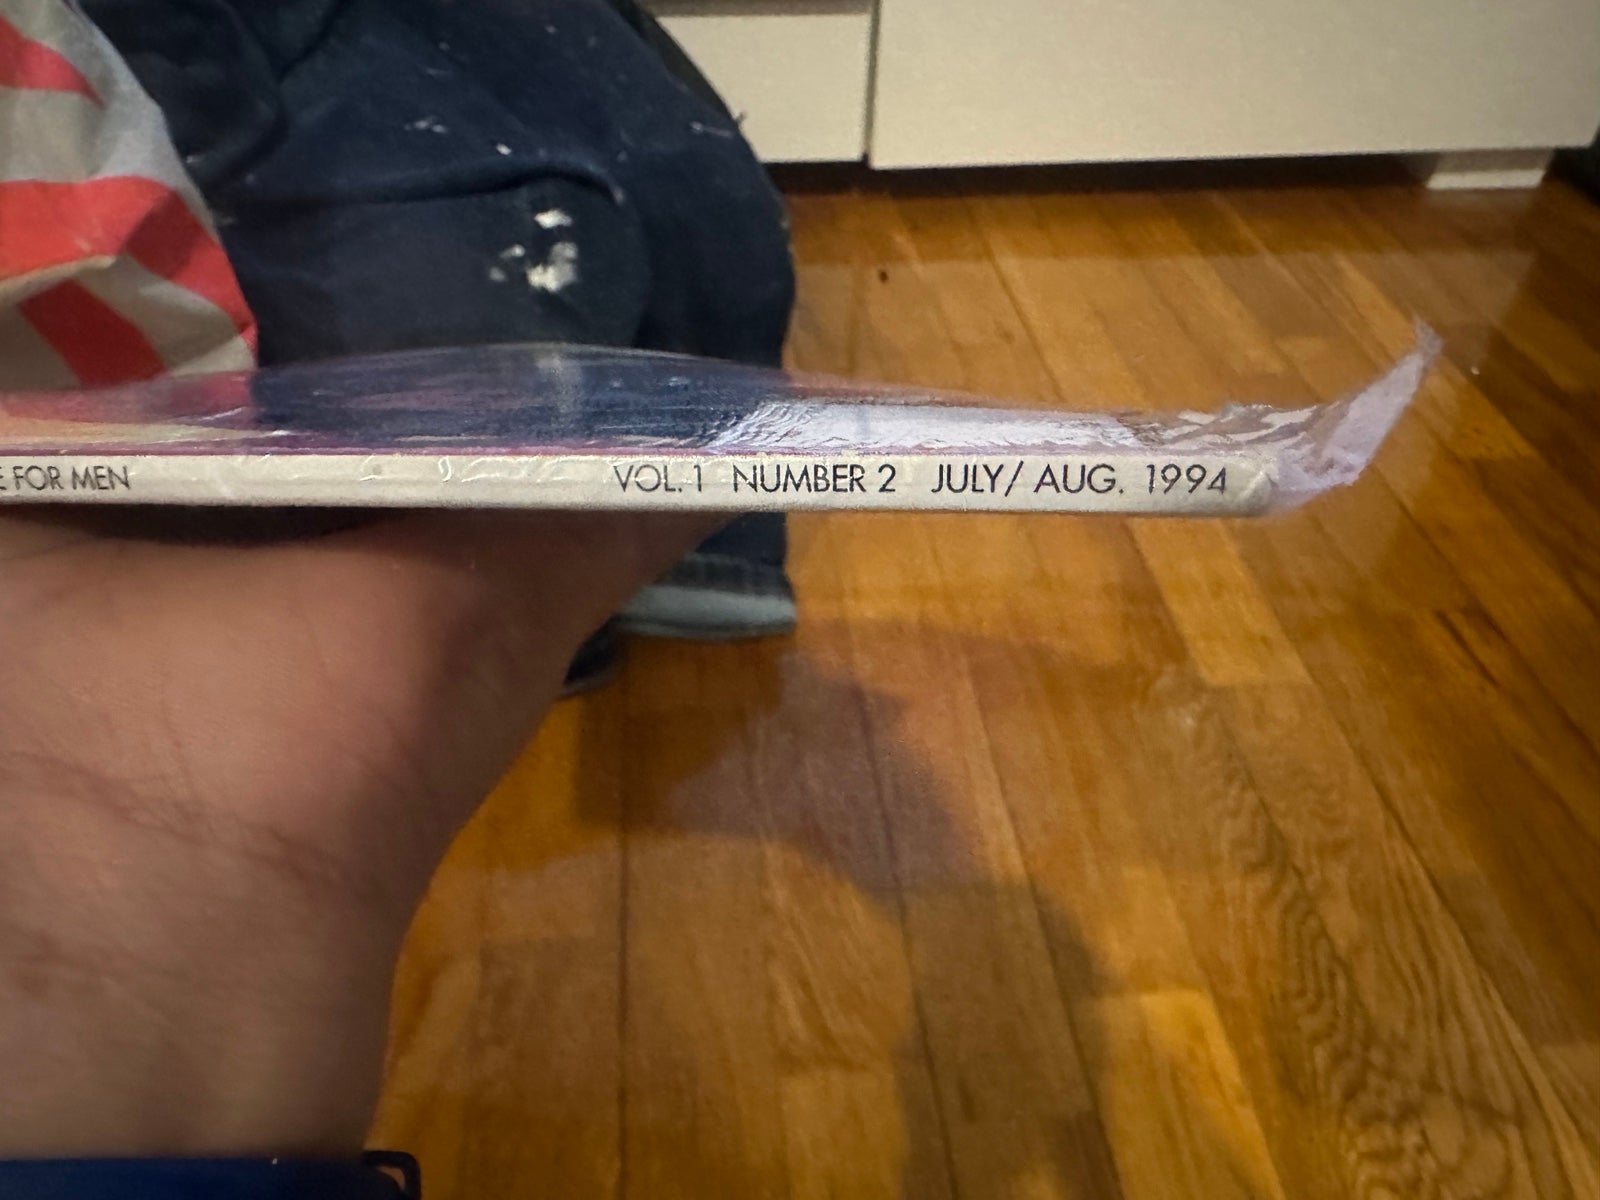 E FOR MEN VOL. 1 NUMBER 2 JULY/ AUG. 1994